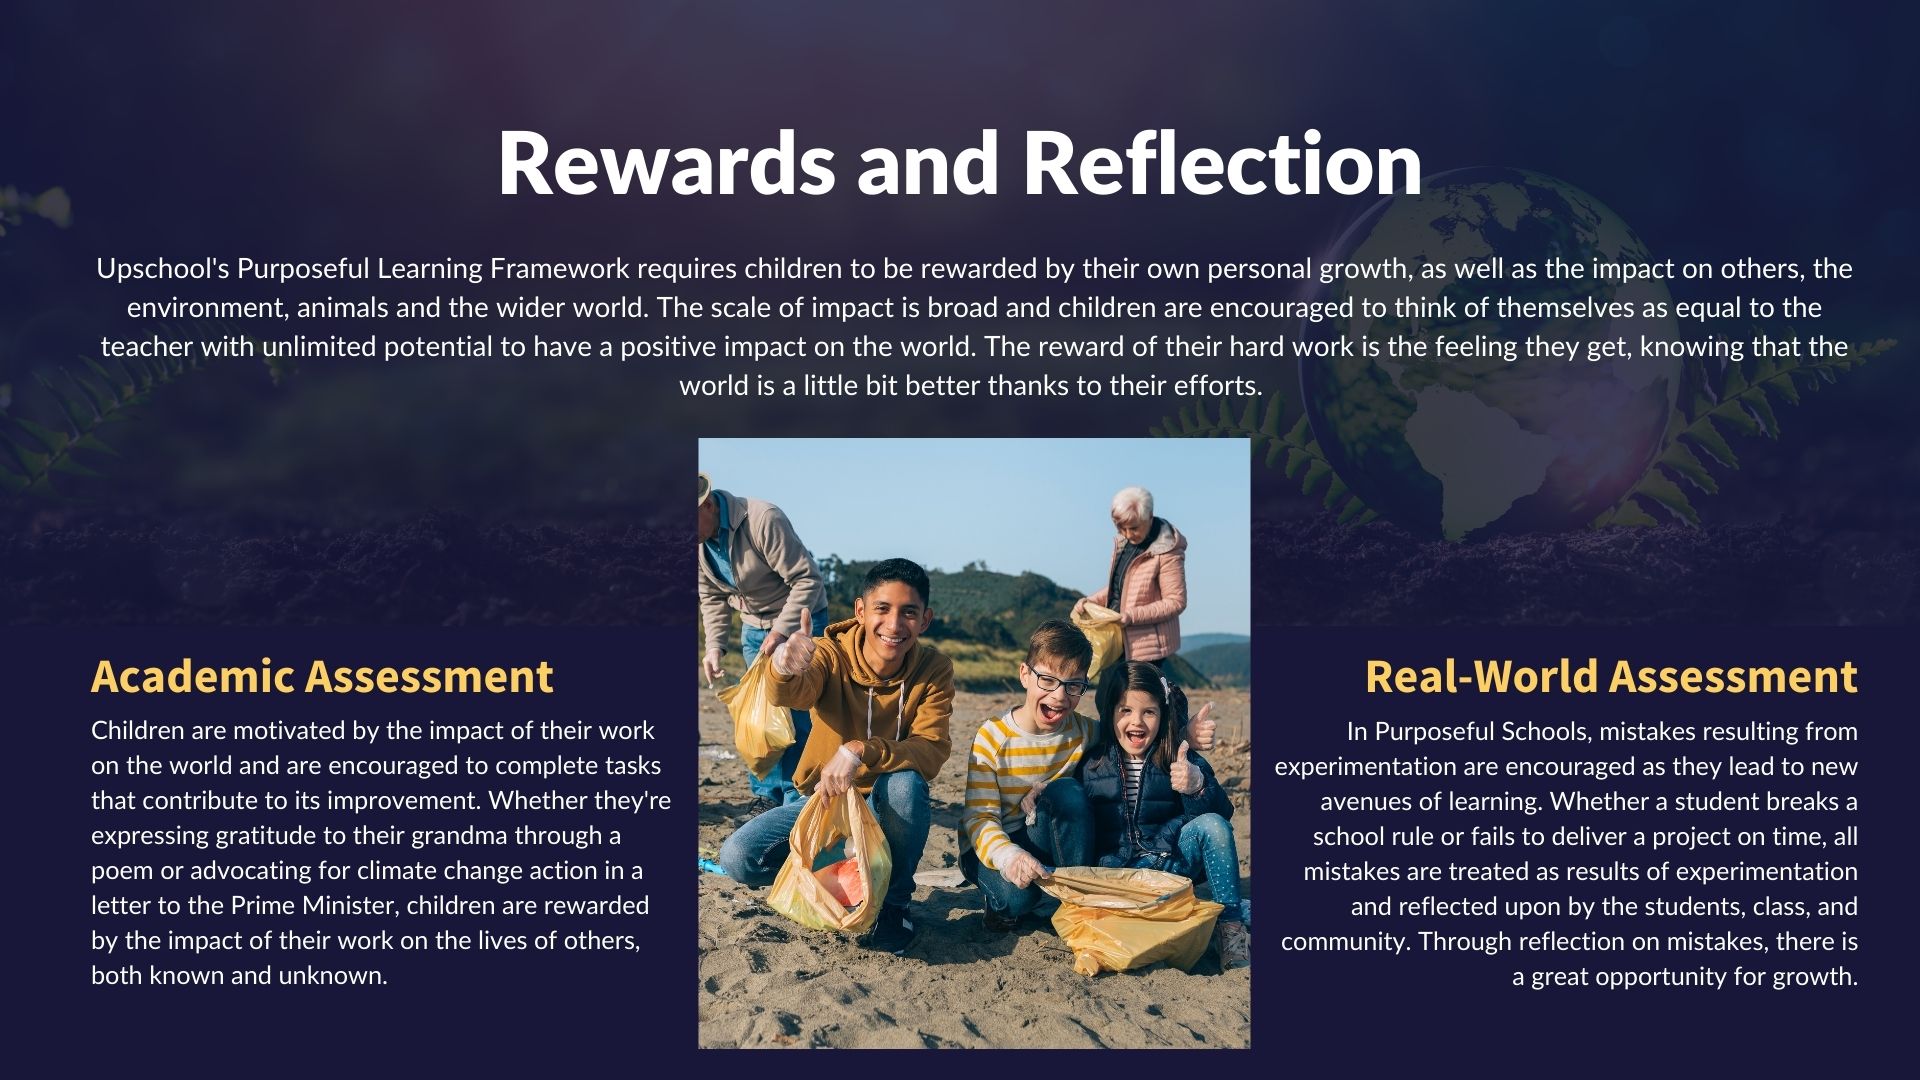 Rewards and Reflection
Upschool's Purposeful Learning Framework requires children to be rewarded by their own personal growth, as well as the impact on others, the
environment, animals and the wider world. The scale of impact is broad and children are encouraged to think of themselves as equal to the
teacher with unlimited potential to have a positive impact on the world. The reward of their hard work is the feeling they get, knowing that the
world is a little bit better thanks to their efforts.
Academic Assessment
Children are motivated by the impact of their work
on the world and are encouraged to complete tasks
that contribute to its improvement. Whether they're
expressing gratitude to their grandma through a
poem or advocating for climate change action in a
letter to the Prime Minister, children are rewarded
by the impact of their work on the lives of others,
both known and unknown.
Real-World Assessment
In Purposeful Schools, mistakes resulting from
experimentation are encouraged as they lead to new
avenues of learning. Whether a student breaks a
school rule or fails to deliver a project on time, all
mistakes are treated as results of experimentation
and reflected upon by the students, class, and
community. Through reflection on mistakes, there is
a great opportunity for growth.